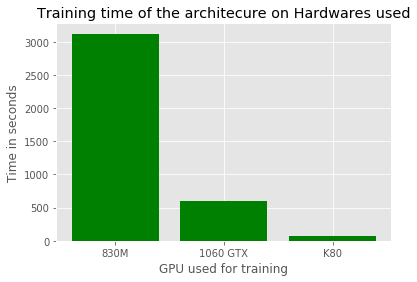 Training time of the architecure on Hardwares used
3000
2500
2000
1500
1000
500
0
Time in seconds
830M
1060 GTX
K80
GPU used for training